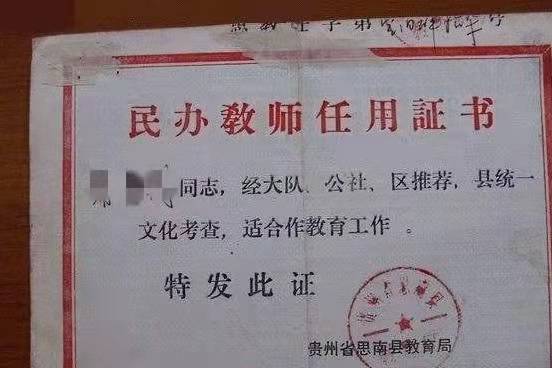 民办教师任用証书
同志，经大队、公社、区推荐，县统一
文化考查，适合作教育工作。
特发此证
贵州省思南县教育局